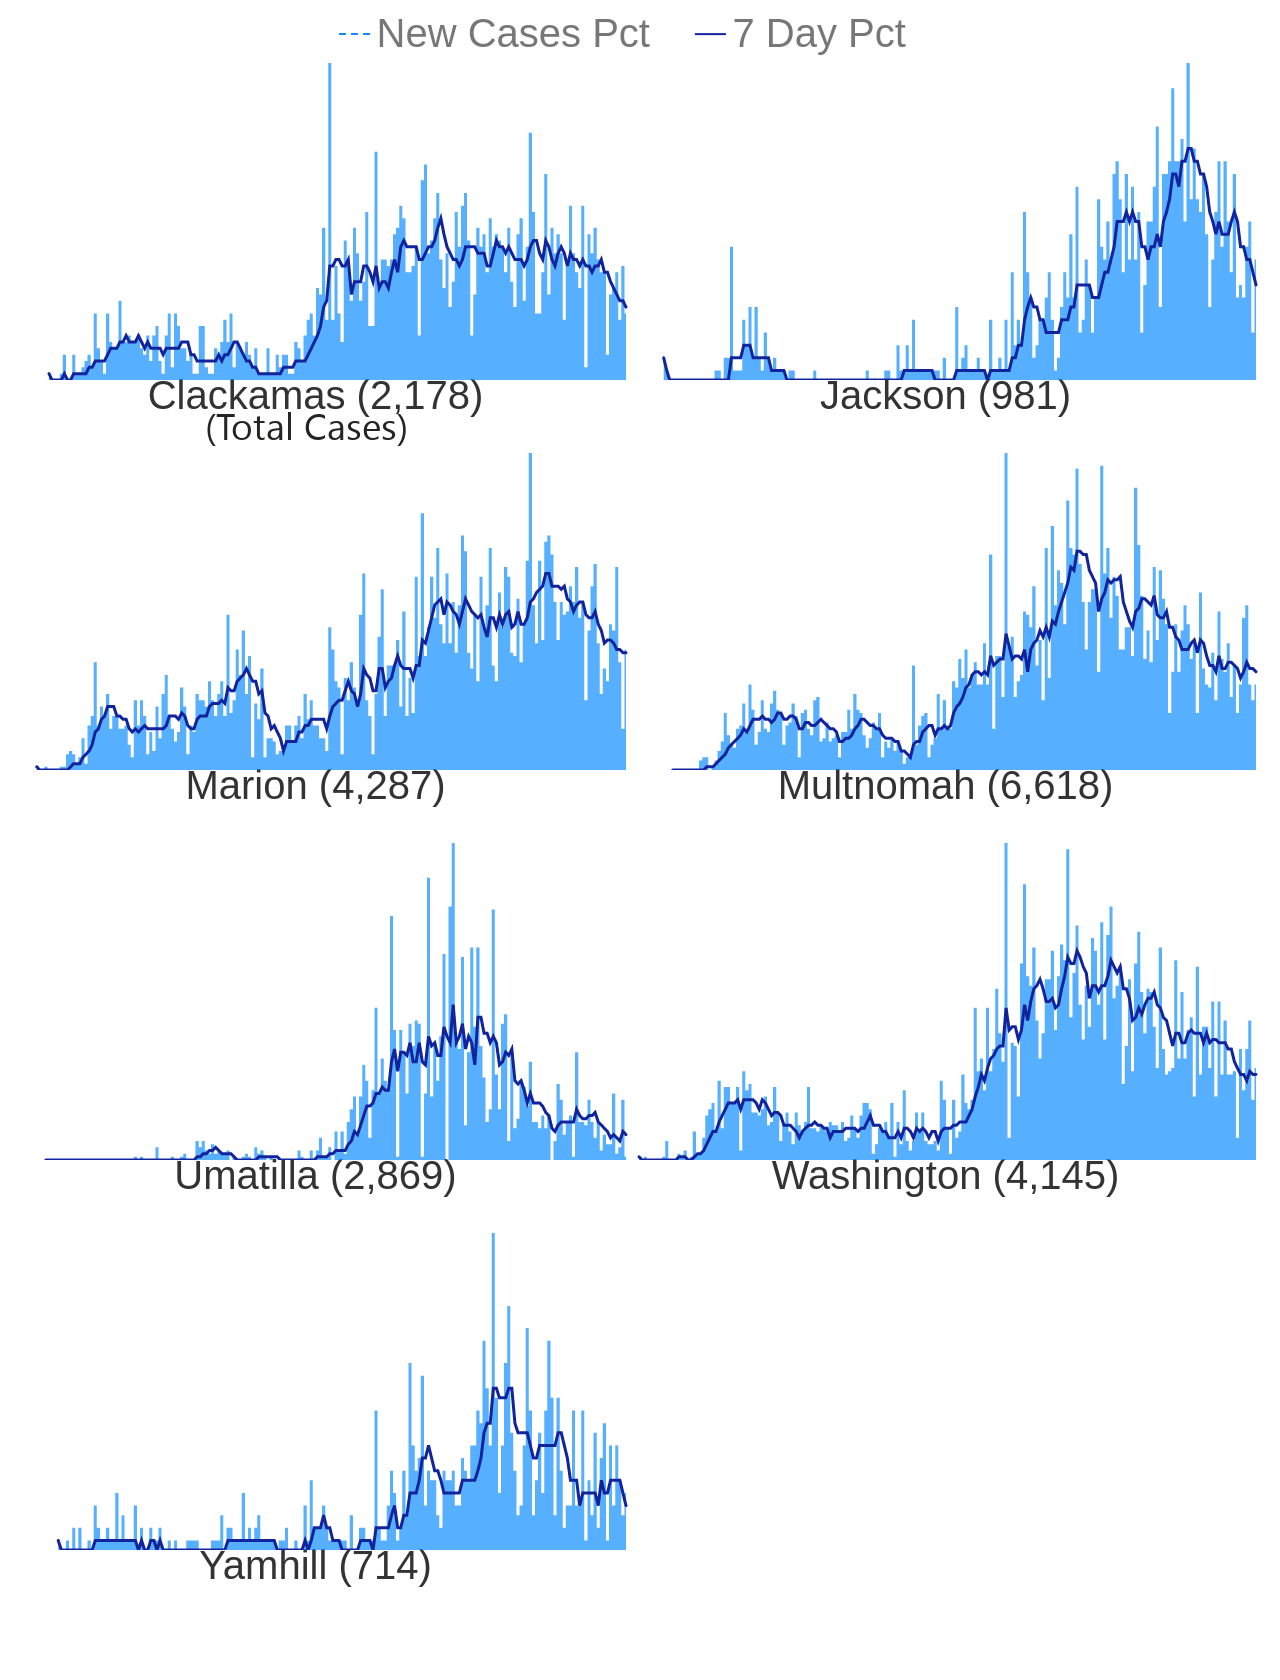 New Cases Pct 7 Day Pct
Clackamas (2,178) Jackson (981)
(Total Cases)
Marion (4,287) Multnomah (6,618)
Umatilla (2,869) Washington (4,145)
Yamhill (714)